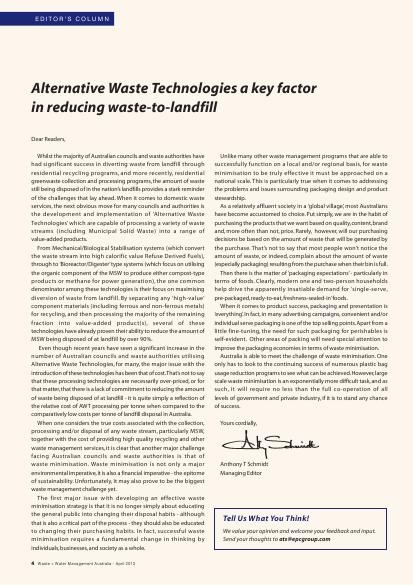 EDITOR'S COLUMN
Alternative Waste Technologies a key factor
in reducing waste-to-landfill
Dear Readers,
Whilst the majority of Australian councils and waste authorities have
had significant success in diverting waste from landfill through
residential recycling programs, and more recently, residential
greenwaste collection and processing programs, the amount of waste
still being disposed of in the nation's landfills provides a stark reminder
of the challenges that lay ahead. When it comes to domestic waste
services, the next obvious move for many councils and authorities is
the development and implementation of 'Alternative Waste
Technologies' which are capable of processing a variety of waste
streams (including Municipal Solid Waste) into a range of
value-added products.
From Mechanical/Biological Stabilisation systems (which convert
the waste stream into high calorific value Refuse Derived Fuels),
through to 'Bioreactor/Digester' type systems (which focus on utilising
the organic component of the MSW to produce either compost-type
products or methane for power generation), the one common
denominator among these technologies is their focus on maximising
diversion of waste from landfill. By separating any 'high-value'
component materials (including ferrous and non-ferrous metals)
for recycling, and then processing the majority of the remaining
fraction into value-added product(s), several of these
technologies have already proven their ability to reduce the amount of
MSW being disposed of at landfill by over 90%.
Even though recent years have seen a significant increase in the
number of Australian councils and waste authorities utilising
Alternative Waste Technologies, for many, the major issue with the
introduction of these technologies has been that of cost. That's not to say
that these processing technologies are necessarily over-priced, or for
that matter, that there is a lack of commitment to reducing the amount
of waste being disposed of at landfill - it is quite simply a reflection of
the relative cost of AWT processing per tonne when compared to the
comparatively low costs per tonne of landfill disposal in Australia.
When one considers the true costs associated with the collection,
processing and/or disposal of any waste stream, particularly MSW,
together with the cost of providing high quality recycling and other
waste management services, it is clear that another major challenge
facing Australian councils and waste authorities is that of
waste minimisation. Waste minimisation is not only a major
environmental imperative, it is also a financial imperative - the epitome
of sustainability. Unfortunately, it may also prove to be the biggest
waste management challenge yet.
The first major issue with developing an effective waste
minimisation strategy is that it is no longer simply about educating
the general public into changing their disposal habits - although
that is also a critical part of the process - they should also be educated
to changing their purchasing habits. In fact, successful waste
minimisation requires a fundamental change in thinking by
individuals, businesses, and society as a whole.
Unlike many other waste management programs that are able to
successfully function on a local and/or regional basis, for waste
minimisation to be truly effective it must be approached on a
national scale. This is particularly true when it comes to addressing
the problems and issues surrounding packaging design and product
stewardship.
As a relatively affluent society in a 'global village', most Australians
have become accustomed to choice. Put simply, we are in the habit of
purchasing the products that we want based on quality, content, brand
and, more often than not, price. Rarely, however, will our purchasing
decisions be based on the amount of waste that will be generated by
the purchase. That's not to say that most people won't notice the
amount of waste, or indeed, complain about the amount of waste
(especially packaging) resulting from the purchase when their bin is full.
Then there is the matter of 'packaging expectations' - particularly in
terms of foods. Clearly, modern one and two-person households
help drive the apparently insatiable demand for 'single-serve,
pre-packaged, ready-to-eat, freshness-sealed-in' foods.
When it comes to product success, in many cases packaging and presentation is
'everything'. In fact, in many advertising campaigns, convenient and/or
individual serve packaging is one of the top selling points. Apart from a
little fine-tuning, the need for such packaging for perishables is
self-evident. Other areas of packing will need special attention to
improve the packaging economies in terms of waste minimisation.
Australia is able to meet the challenge of waste minimisation. One
only has to look to the continuing success of numerous plastic bag
usage reduction programs to see what can be achieved. However, large
scale waste minimisation is an exponentially more difficult task, and as
such, it will require no less than the full co-operation of all
levels of government and private industry, if it is to stand any chance
of success.
Yours cordially,
Anthony T Schmidt
Managing Editor
Tell Us What You Think!
We value your opinion and welcome your feedback and input.
Send your thoughts to ats@epcgroup.com
4 Waste + Water Management Australia - April 2013